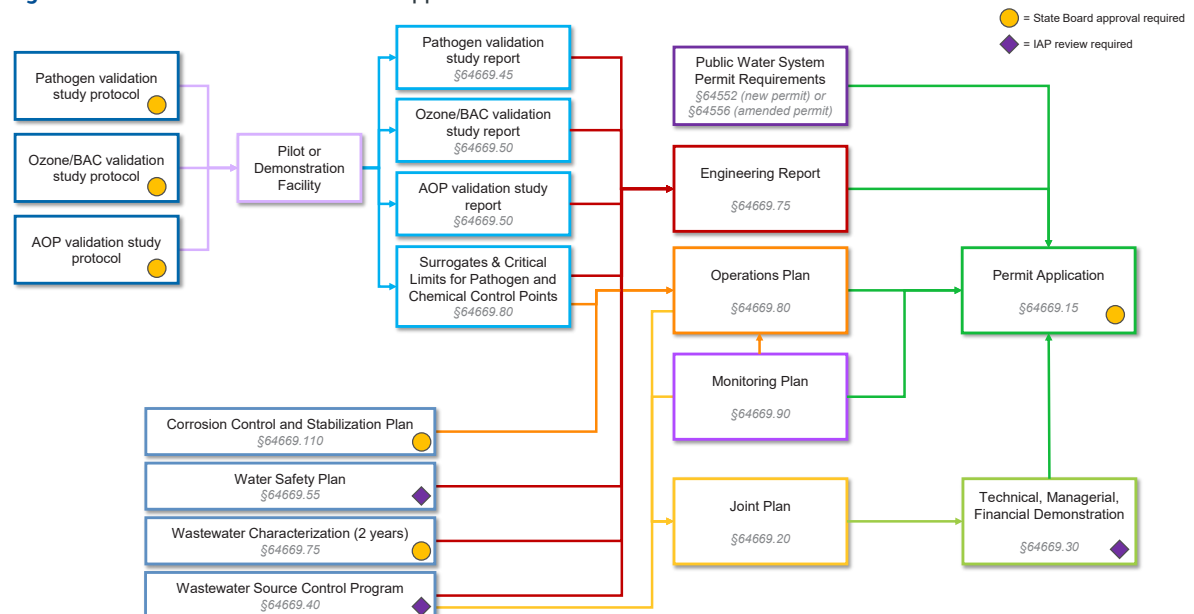 = State Board approval required
= IAP review required
Pathogen validation
study protocol
Ozone/BAC validation
study protocol
AOP validation study
protocol
Pilot or
Demonstration
Facility
Pathogen validation
study report
§64669.45
Ozone/BAC validation
study report
§64669.50
AOP validation study
report
§64669.50
Surrogates & Critical
Limits for Pathogen and
Chemical Control Points
§64669.80
Public Water System
Permit Requirements
§64552 (new permit) or
§64556 (amended permit)
Engineering Report
§64669.75
Operations Plan
§64669.80
Monitoring Plan
§64669.90
Permit Application
§64669.15
Corrosion Control and Stabilization Plan
§64669.110
Water Safety Plan
§64669.55
Wastewater Characterization (2 years)
§64669.75
Wastewater Source Control Program
§64669.40
Joint Plan
§64669.20
Technical, Managerial,
Financial Demonstration
§64669.30